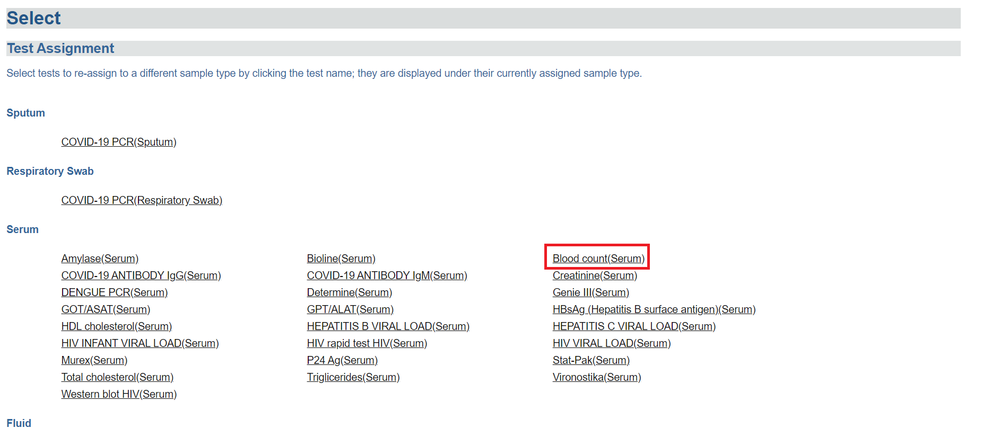 Select
Test Assignment
Select tests to re-assign to a different sample type by clicking the test name; they are displayed under their currently assigned sample type.
Sputum
COVID-19 PCR(Sputum)
Respiratory Swab
COVID-19 PCR(Respiratory Swab)
Serum
Amylase(Serum) Bioline(Serum) Blood count(Serum)
COVID-19 ANTIBODY IgG(Serum) COVID-19 ANTIBODY IgM(Serum) Creatinine(Serum)
DENGUE PCR(Serum) Determine(Serum) Genie III(Serum)
GOT/ASAT(Serum) GPT/ALAT(Serum) HBsAg (Hepatitis B surface antigen)(Serum)
HDL cholesterol(Serum) HEPATITIS B VIRAL LOAD(Serum) HEPATITIS C VIRAL LOAD(Serum)
HIV INFANT VIRAL LOAD(Serum) HIV rapid test HIV(Serum) HIV VIRAL LOAD(Serum)
Murex(Serum) P24 Ag(Serum) Stat-Pak(Serum)
Total cholesterol(Serum) Triglicerides(Serum) Vironostika(Serum)
Western blot HIV(Serum)
Fluid